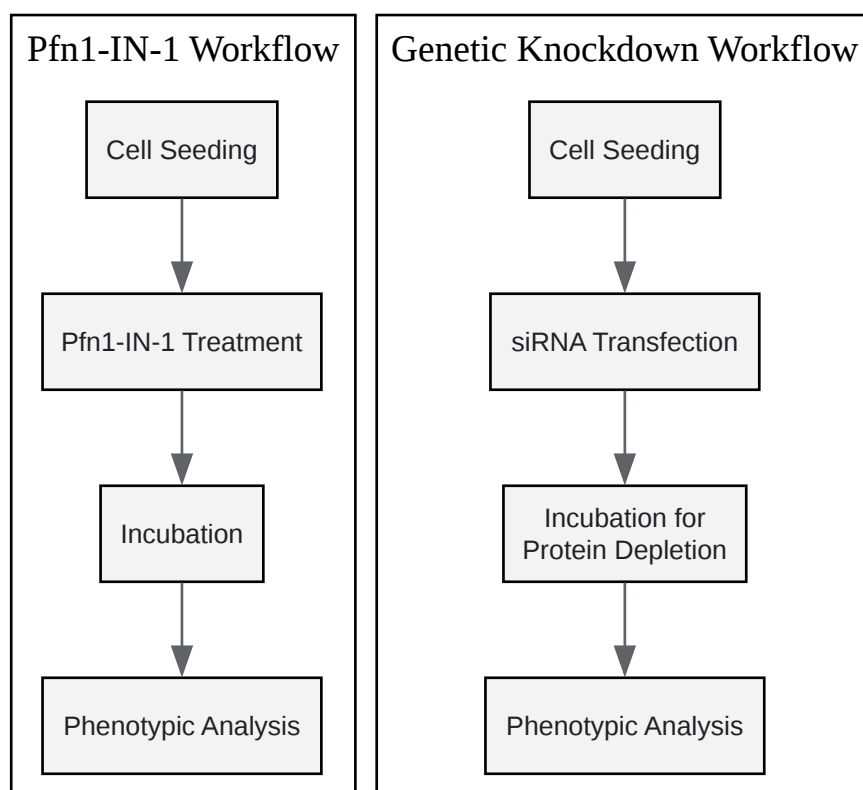 Pfn1-IN-1 Workflow
Cell Seeding
Pfn1-IN-1 Treatment
Incubation
Phenotypic Analysis
Genetic Knockdown Workflow
Cell Seeding
siRNA Transfection
Incubation for
Protein Depletion
Phenotypic Analysis